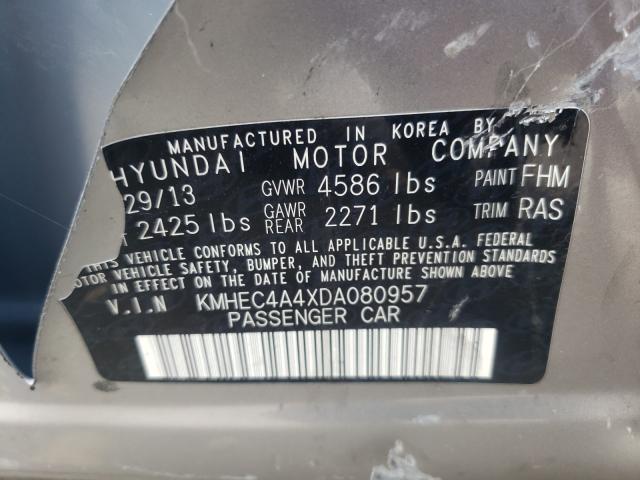 MANUFACTURED IN KOREA BY
HYUNDAI MOTOR COMPANY
29/13 GVWR 4586 lbs PAINT FHM
T 2425 lbs GAWR REAR 2271 lbs TRIM RAS
THIS VEHICLE CONFORMS TO ALL APPLICABLE U.S.A. FEDERAL
MOTOR VEHICLE SAFETY, BUMPER, AND THEFT PREVENTION STANDARDS
IN EFFECT ON THE DATE OF MANUFACTURE SHOWN ABOVE.
V.I.N KMHEC4A4XDA080957
PASSENGER CAR